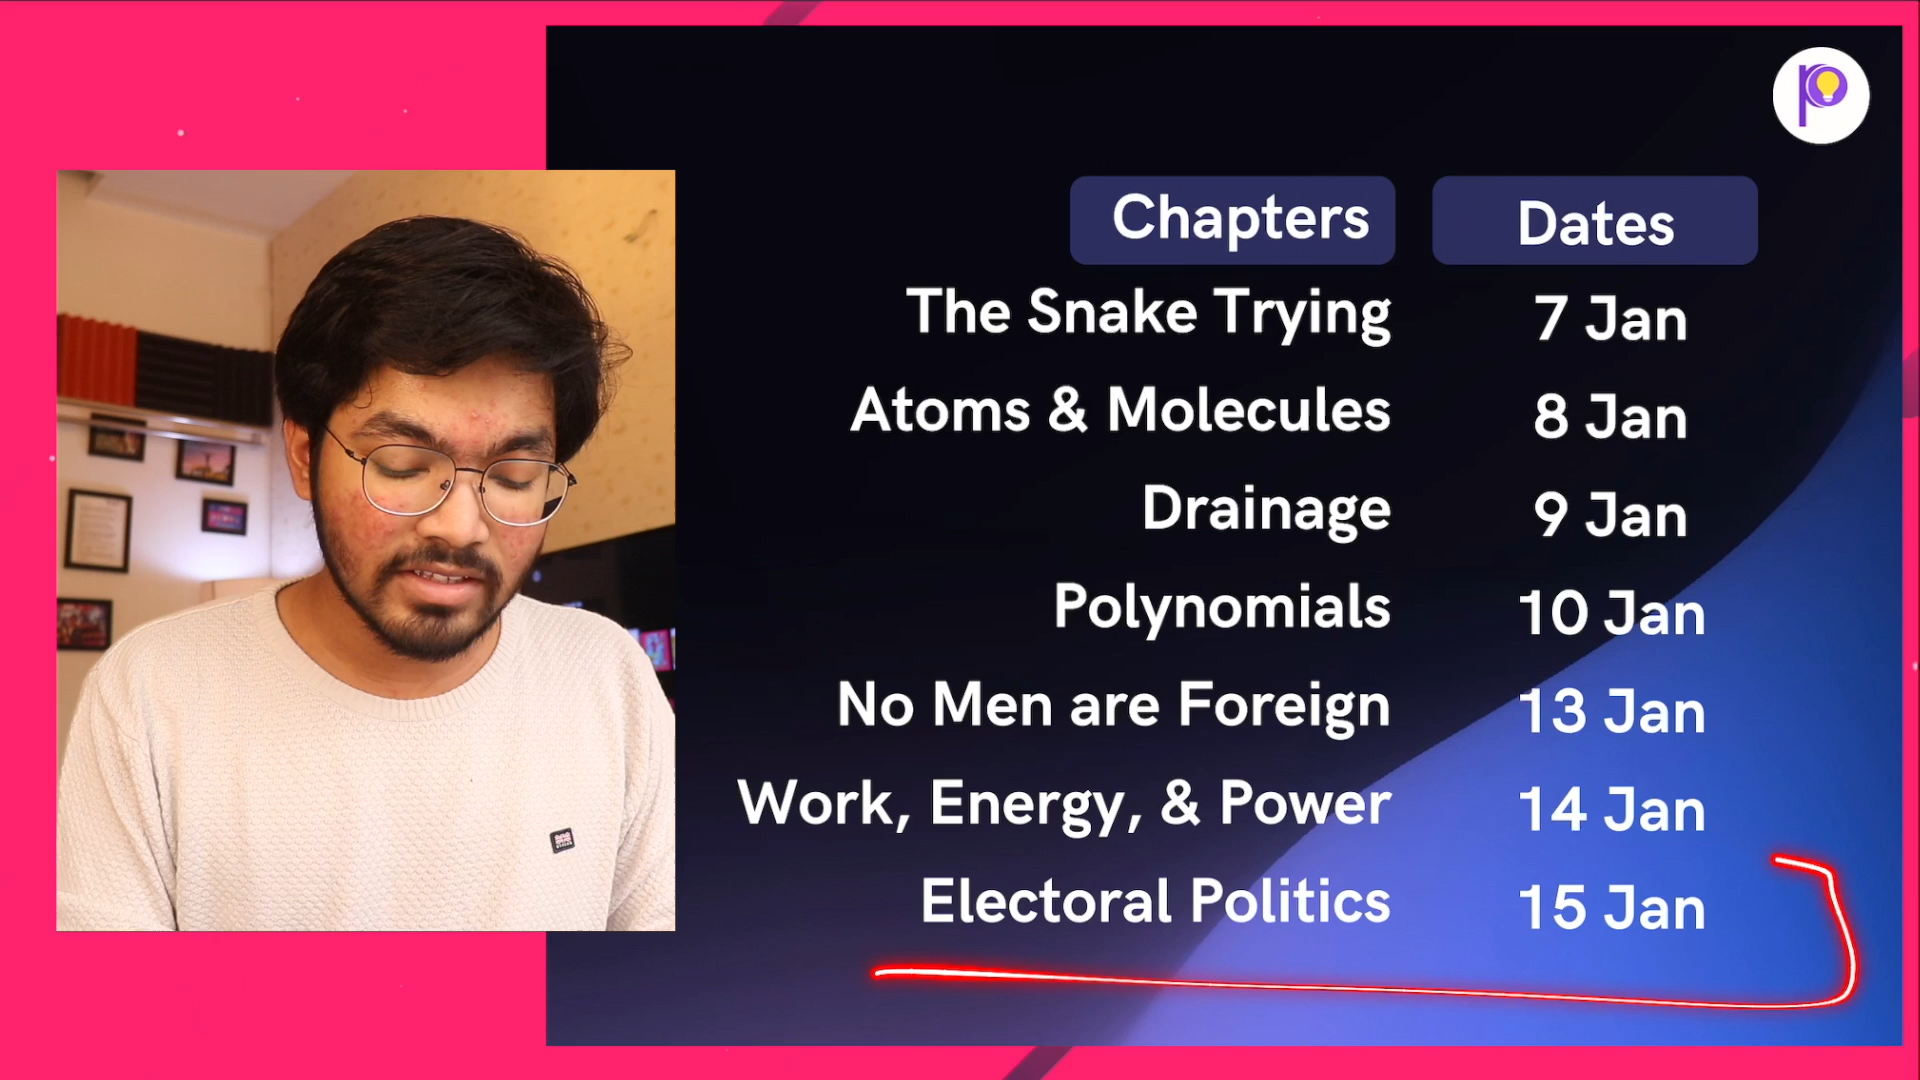 Chapters Dates
The Snake Trying 7 Jan
Atoms & Molecules 8 Jan
Drainage 9 Jan
Polynomials 10 Jan
No Men are Foreign 13 Jan
Work, Energy, & Power 14 Jan
Electoral Politics 15 Jan